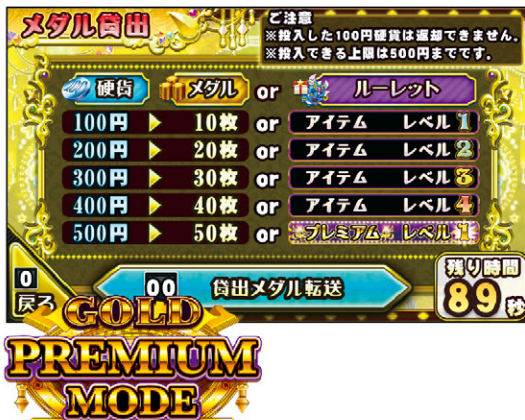 メダル貸出
ご注意
※投入した100円硬貨は返却できません。
※投入できる上限は500円までです。
硬貨 メダル or ルーレット
100円 ▶ 10枚 or アイテム レベル1
200円 ▶ 20枚 or アイテム レベル2
300円 ▶ 30枚 or アイテム レベル3
400円 ▶ 40枚 or アイテム レベル4
500円 ▶ 50枚 or プレミアム レベル1
0
戻る
00 貸出メダル転送
残り時間
89秒
GOLD
PREMIUM
MODE